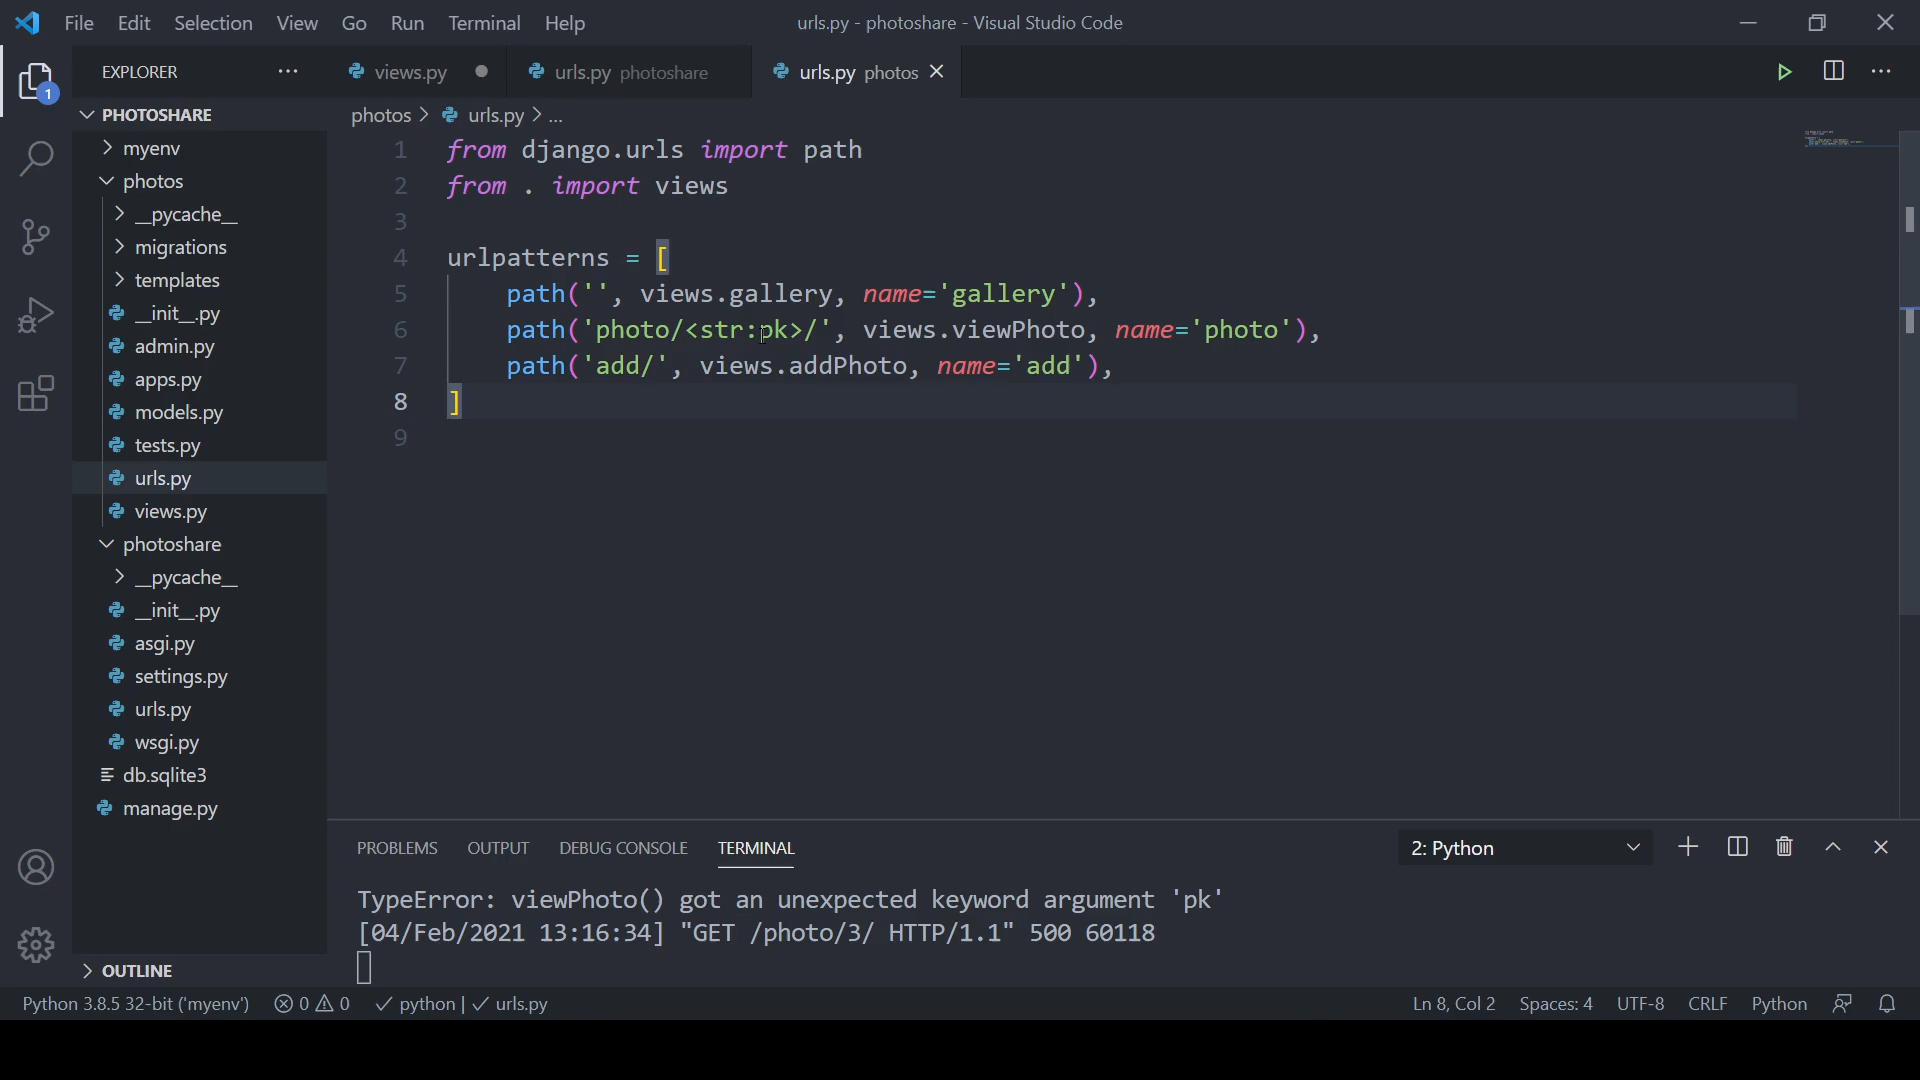 File Edit Selection View Go Run Terminal Help
urls.py - photoshare - Visual Studio Code
1
EXPLORER
views.py
urls.py photoshare
urls.py photos
PHOTOSHARE
myenv
photos
__pycache__
migrations
templates
__init__.py
admin.py
apps.py
models.py
tests.py
urls.py
views.py
photoshare
__pycache__
__init__.py
asgi.py
settings.py
urls.py
wsgi.py
db.sqlite3
manage.py
OUTLINE
photos > urls.py > ...
1 from django.urls import path
2 from . import views
3
4 urlpatterns = [
5 path('', views.gallery, name='gallery'),
6 path('photo/<str:pk>/', views.viewPhoto, name='photo'),
7 path('add/', views.addPhoto, name='add'),
8 ]
9
PROBLEMS OUTPUT DEBUG CONSOLE TERMINAL
2: Python
TypeError: viewPhoto() got an unexpected keyword argument 'pk'
[04/Feb/2021 13:16:34] "GET /photo/3/ HTTP/1.1" 500 60118
Python 3.8.5 32-bit ('myenv') 0 0 ✓ python | ✓ urls.py
Ln 8, Col 2 Spaces: 4 UTF-8 CRLF Python